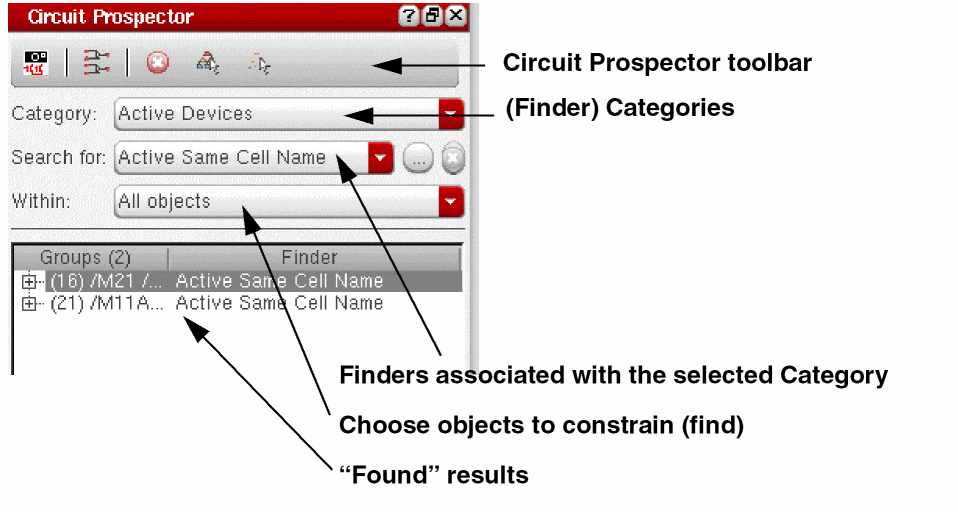 Circuit Prospector
Circuit Prospector toolbar
Category: Active Devices
(Finder) Categories
Search for: Active Same Cell Name ...
Within: All objects
Groups (2) Finder
(16) /M21 /... Active Same Cell Name
(21) /M11A... Active Same Cell Name
Finders associated with the selected Category
Choose objects to constrain (find)
“Found” results